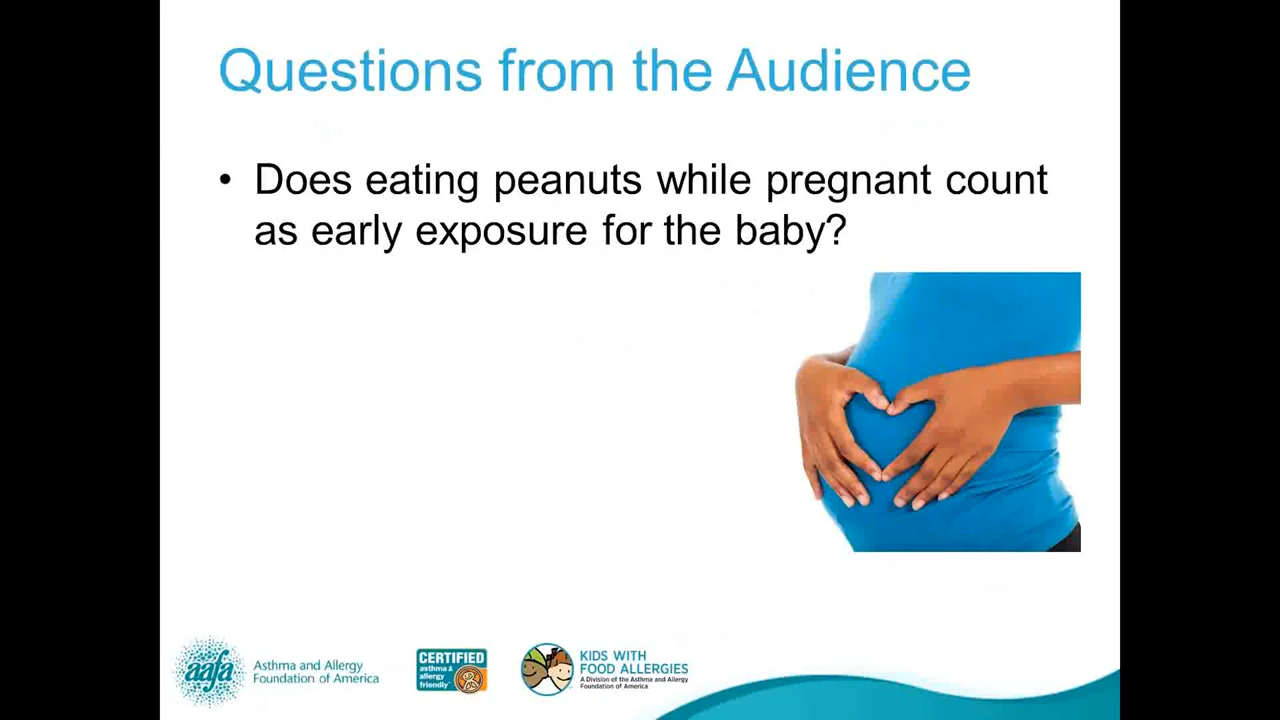 Questions from the Audience
• Does eating peanuts while pregnant count
as early exposure for the baby?
aafa
Asthma and Allergy
Foundation of America
CERTIFIED
asthma &
allergy
friendly
KIDS WITH
FOOD ALLERGIES
A Division of the Asthma and Allergy
Foundation of America